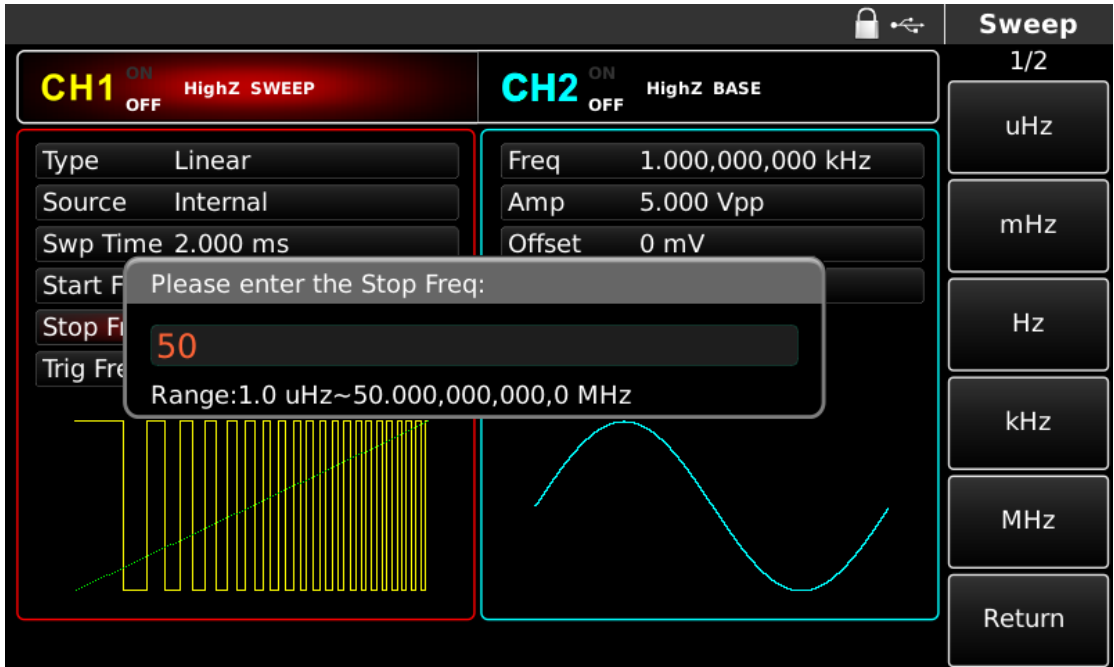 Sweep
1/2
CH1 ON OFF HighZ SWEEP
CH2 ON OFF HighZ BASE
Type Linear
Source Internal
Swp Time 2.000 ms
Start F
Stop Fr
Trig Fre
Freq 1.000,000,000 kHz
Amp 5.000 Vpp
Offset 0 mV
Please enter the Stop Freq:
50
Range:1.0 uHz~50.000,000,000,0 MHz
uHz
mHz
Hz
kHz
MHz
Return